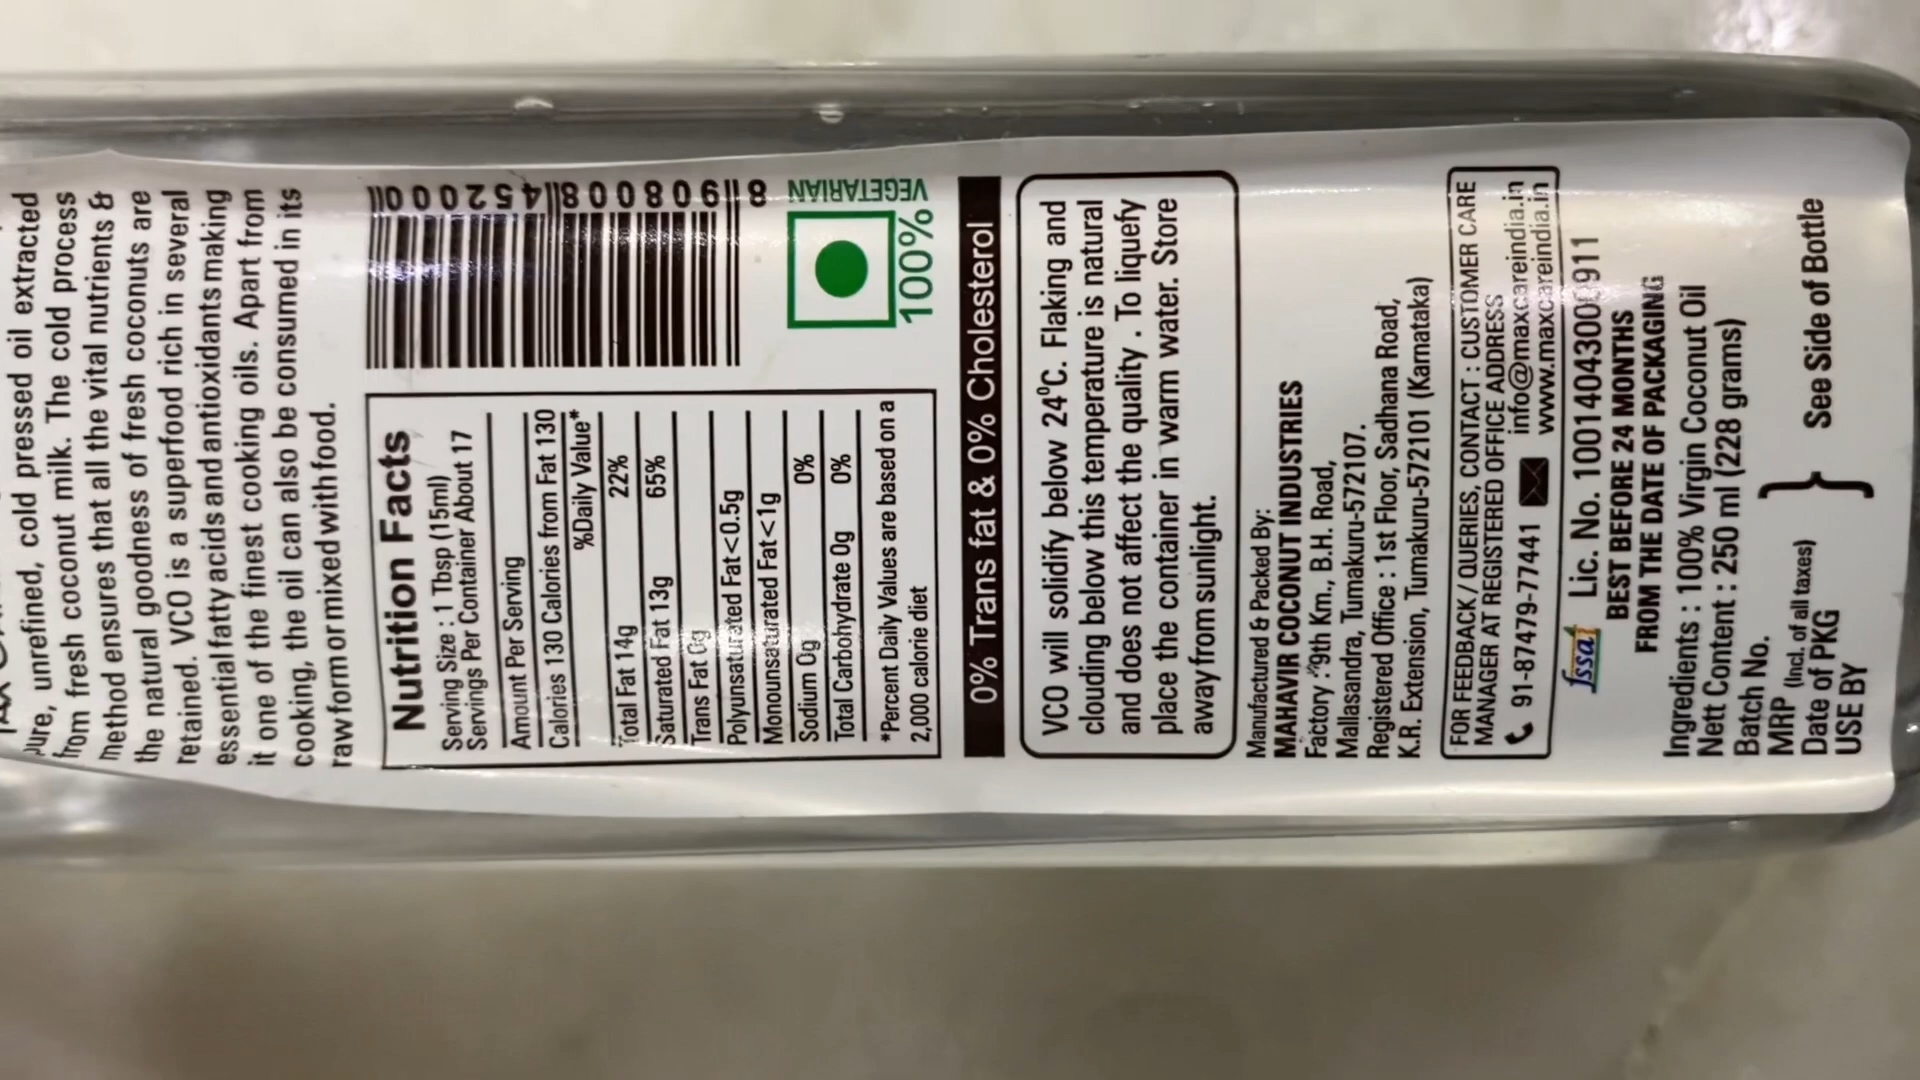 pure, unrefined, cold pressed oil extracted
from fresh coconut milk. The cold process
method ensures that all the vital nutrients &
the natural goodness of fresh coconuts are
retained. VCO is a superfood rich in several
essential fatty acids and antioxidants making
it one of the finest cooking oils. Apart from
cooking, the oil can also be consumed in its
raw form or mixed with food.
Nutrition Facts
Serving Size : 1 Tbsp (15ml)
Servings Per Container About 17
Amount Per Serving
Calories 130 Calories from Fat 130
%Daily Value*
Total Fat 14g 22%
Saturated Fat 13g 65%
Trans Fat 0g
Polyunsaturated Fat<0.5g
Monounsaturated Fat<1g
Sodium 0g 0%
Total Carbohydrate 0g 0%
*Percent Daily Values are based on a
2,000 calorie diet
8 908008 452000
100%
VEGETARIAN
0% Trans fat & 0% Cholesterol
VCO will solidify below 24°C. Flaking and
clouding below this temperature is natural
and does not affect the quality . To liquefy
place the container in warm water. Store
away from sunlight.
Manufactured & Packed By:
MAHAVIR COCONUT INDUSTRIES
Factory : 9th Km., B.H. Road,
Mallasandra, Tumakuru-572107.
Registered Office : 1st Floor, Sadhana Road,
K.R. Extension, Tumakuru-572101 (Karnataka)
FOR FEEDBACK/ QUERIES, CONTACT : CUSTOMER CARE
MANAGER AT REGISTERED OFFICE ADDRESS
91-87479-77441 info@maxcareindia.in
www.maxcareindia.in
fssai Lic. No.
BEST BEFORE 24 MONTHS
FROM THE DATE OF PACKAGING
Ingredients : 100% Virgin Coconut Oil
Nett Content : 250 ml (228 grams)
Batch No.
MRP (Incl. of all taxes)
Date of PKG
USE BY
See Side of Bottle